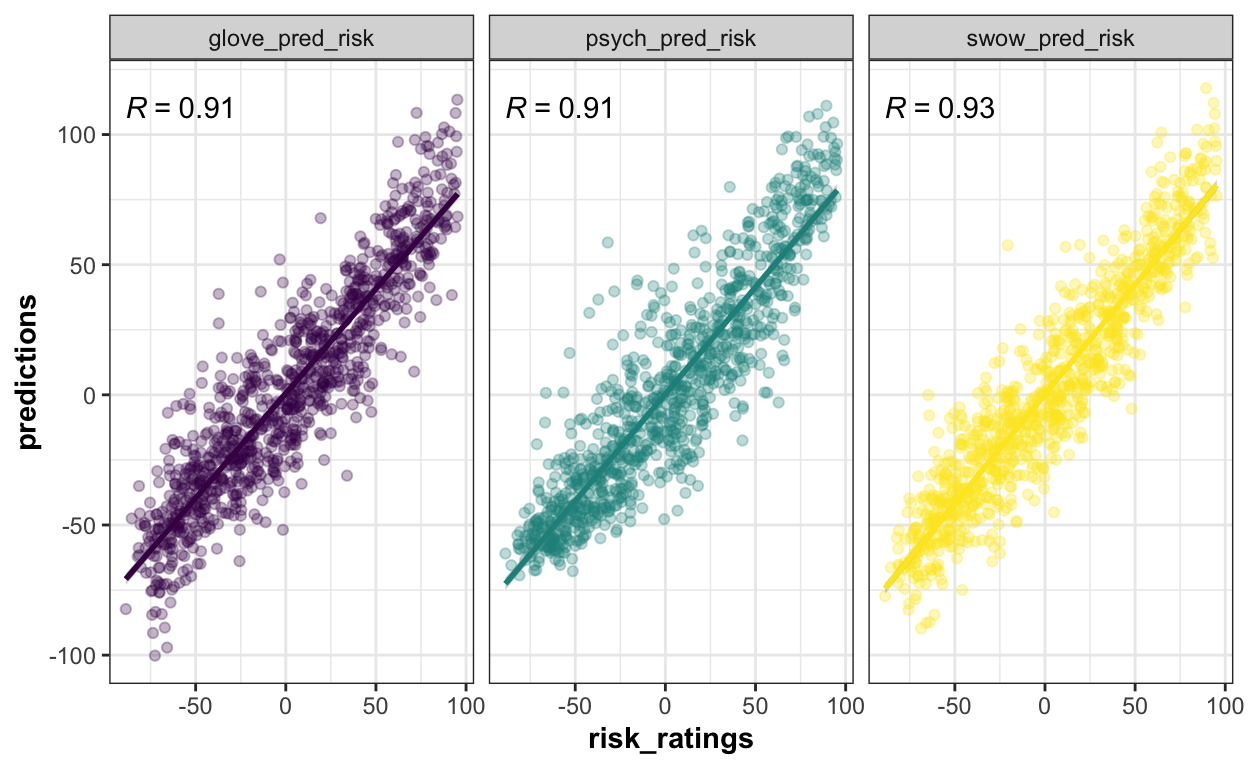 glove_pred_risk psych_pred_risk swow_pred_risk
R = 0.91 R = 0.91 R = 0.93
100
50
0
-50
-100
predictions
-50 0 50 100 -50 0 50 100 -50 0 50 100
risk_ratings